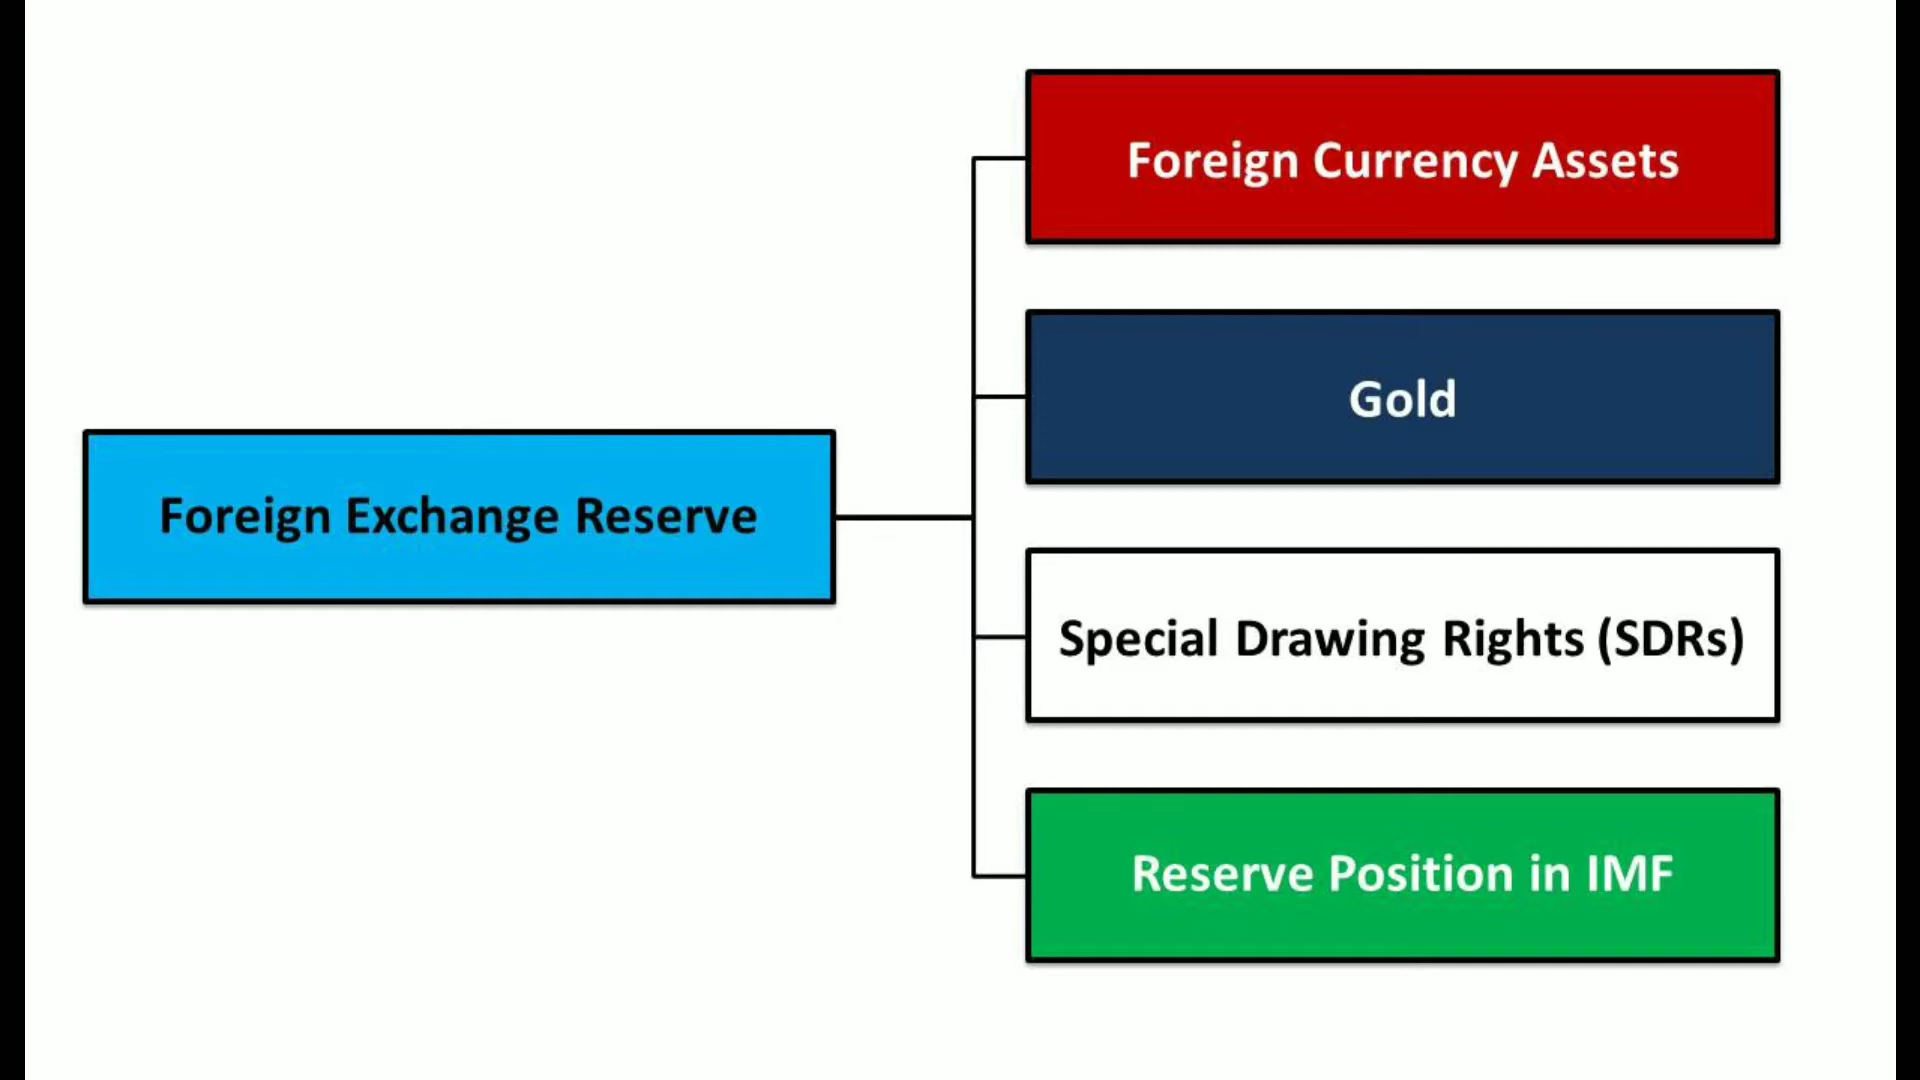 Foreign Exchange Reserve
Foreign Currency Assets
Gold
Special Drawing Rights (SDRs)
Reserve Position in IMF